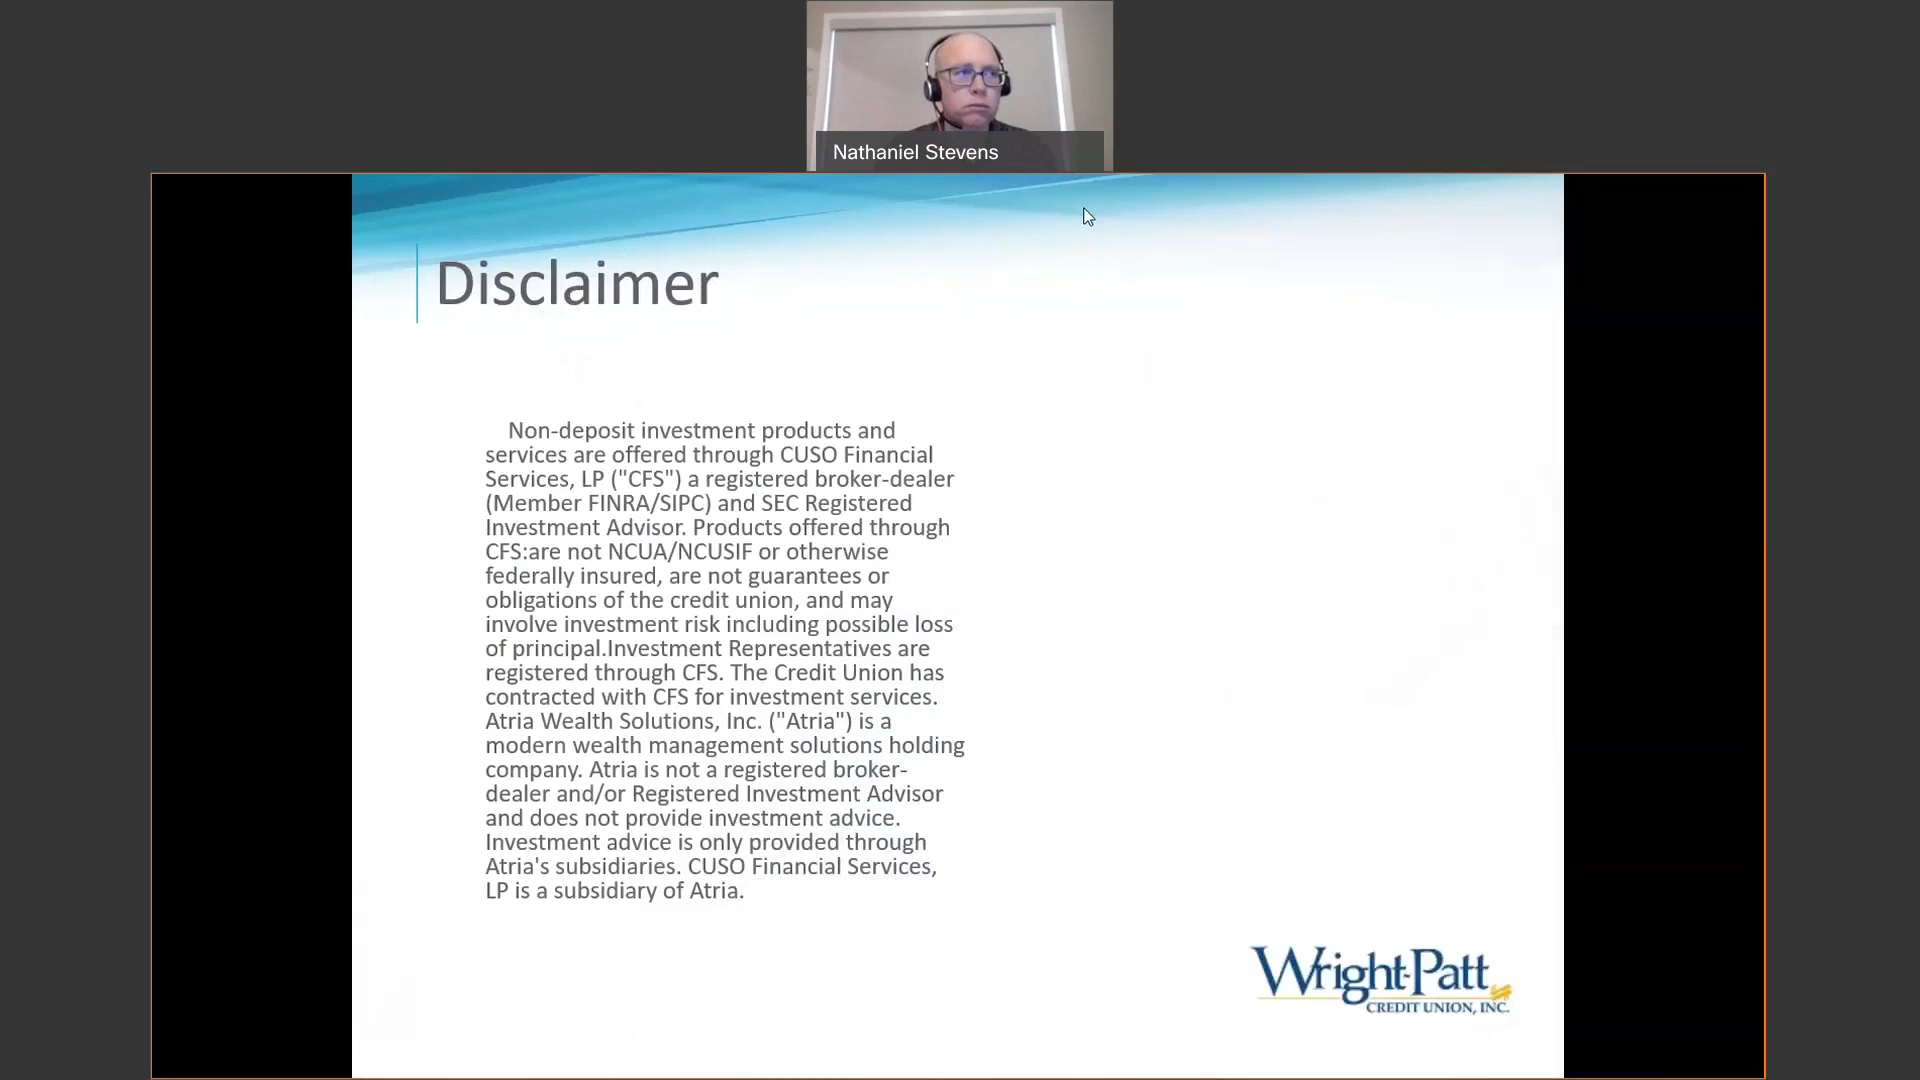 Nathaniel Stevens
Disclaimer
Non-deposit investment products and
services are offered through CUSO Financial
Services, LP ("CFS") a registered broker-dealer
(Member FINRA/SIPC) and SEC Registered
Investment Advisor. Products offered through
CFS:are not NCUA/NCUSIF or otherwise
federally insured, are not guarantees or
obligations of the credit union, and may
involve investment risk including possible loss
of principal.Investment Representatives are
registered through CFS. The Credit Union has
contracted with CFS for investment services.
Atria Wealth Solutions, Inc. ("Atria") is a
modern wealth management solutions holding
company. Atria is not a registered broker-
dealer and/or Registered Investment Advisor
and does not provide investment advice.
Investment advice is only provided through
Atria's subsidiaries. CUSO Financial Services,
LP is a subsidiary of Atria.
Wright-Patt
CREDIT UNION, INC.